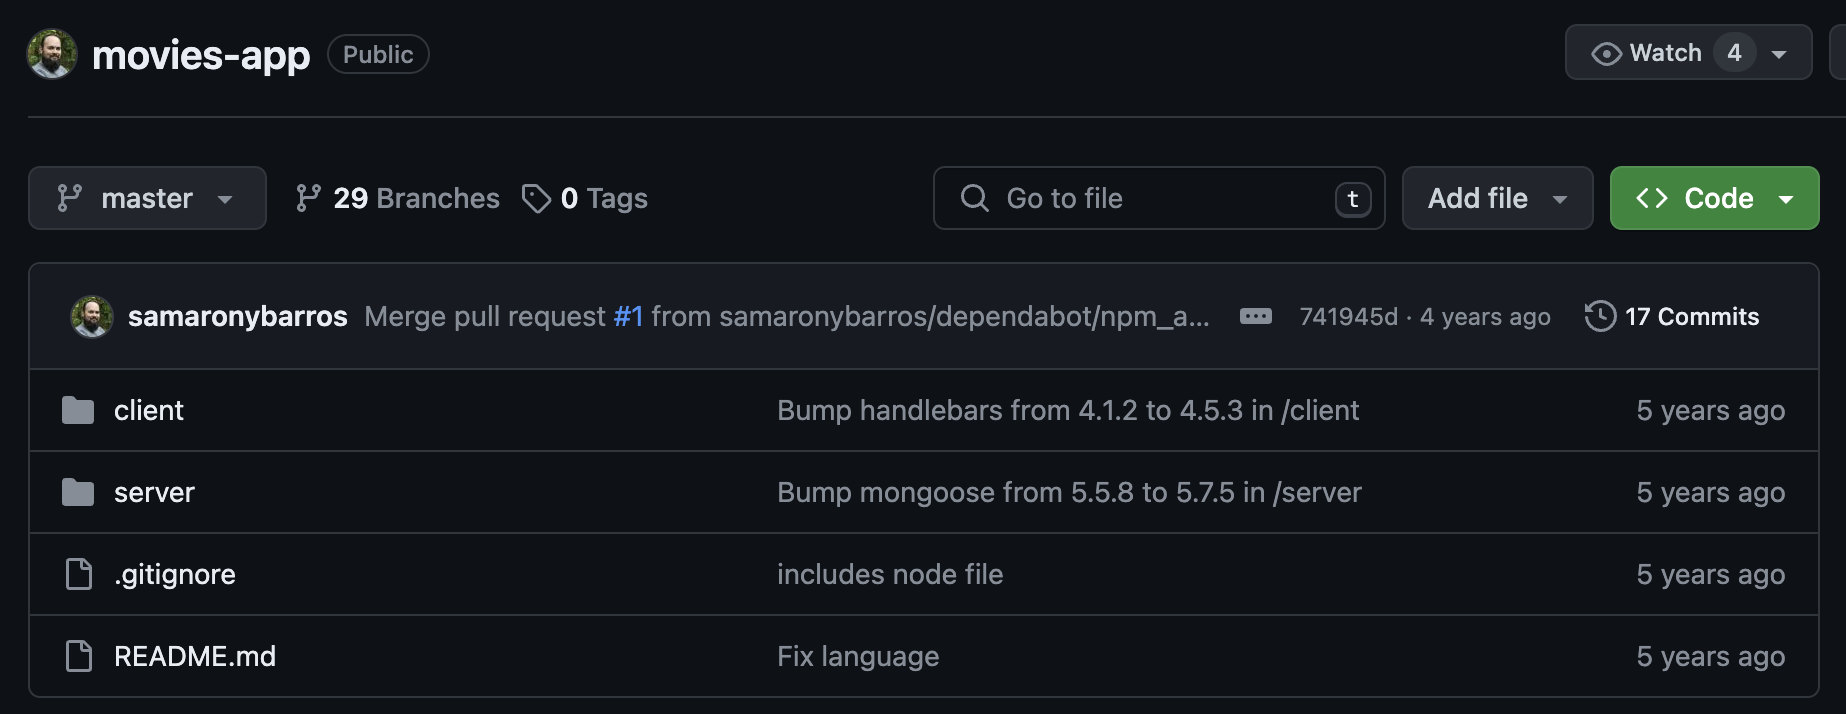 movies-app Public Watch 4
master 29 Branches 0 Tags Go to file t Add file <> Code
samaronybarros Merge pull request #1 from samaronybarros/dependabot/npm_a... 741945d · 4 years ago 17 Commits
client Bump handlebars from 4.1.2 to 4.5.3 in /client 5 years ago
server Bump mongoose from 5.5.8 to 5.7.5 in /server 5 years ago
.gitignore includes node file 5 years ago
README.md Fix language 5 years ago